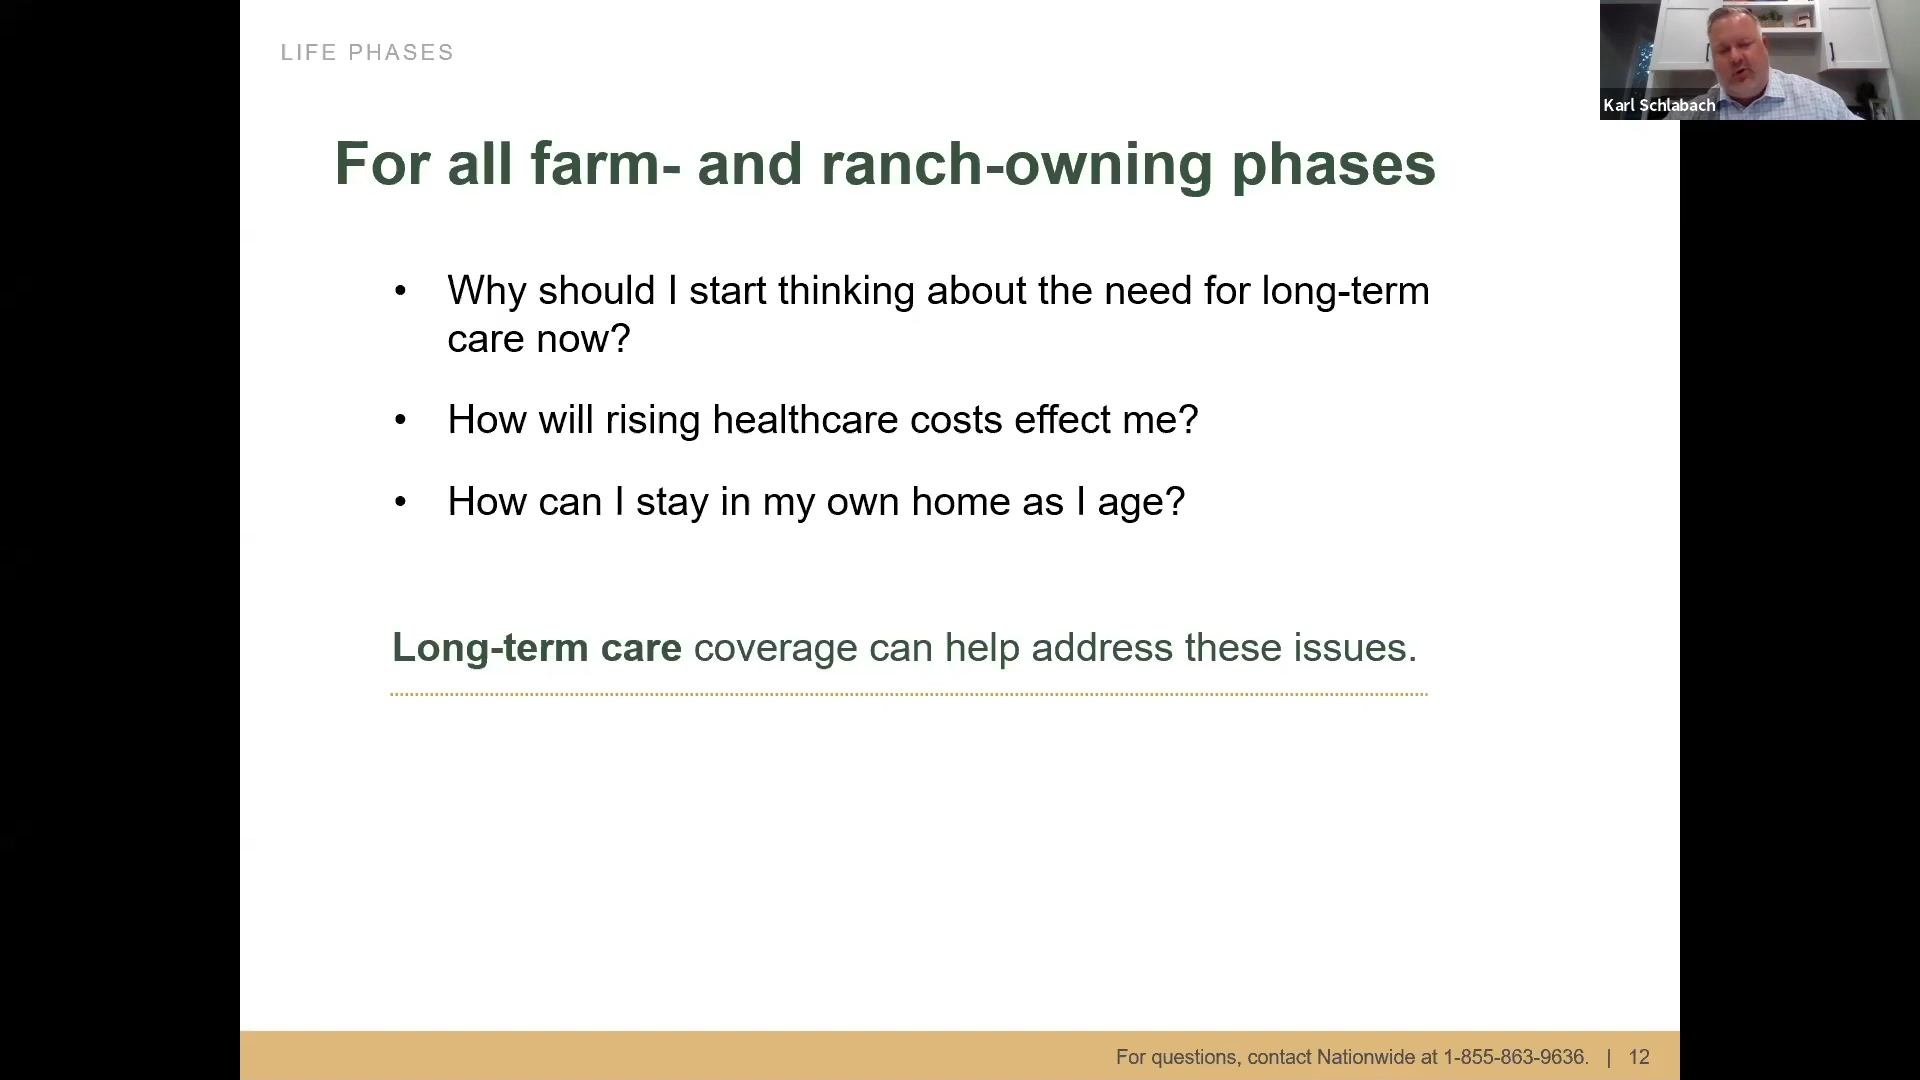 LIFE PHASES
Karl Schlabach
For all farm- and ranch-owning phases
• Why should I start thinking about the need for long-term
care now?
• How will rising healthcare costs effect me?
• How can I stay in my own home as I age?
Long-term care coverage can help address these issues.
For questions, contact Nationwide at 1-855-863-9636. | 12